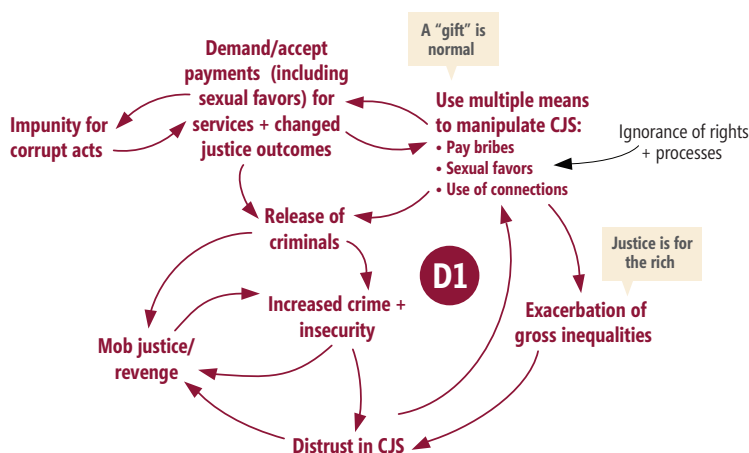 A “gift” is
normal
Demand/accept
payments (including
sexual favors) for
services + changed
justice outcomes
Impunity for
corrupt acts
Use multiple means
to manipulate CJS:
• Pay bribes
• Sexual favors
• Use of connections
Ignorance of rights
+ processes
Release of
criminals
Justice is for
the rich
D1
Increased crime +
insecurity
Exacerbation of
gross inequalities
Mob justice/
revenge
Distrust in CJS